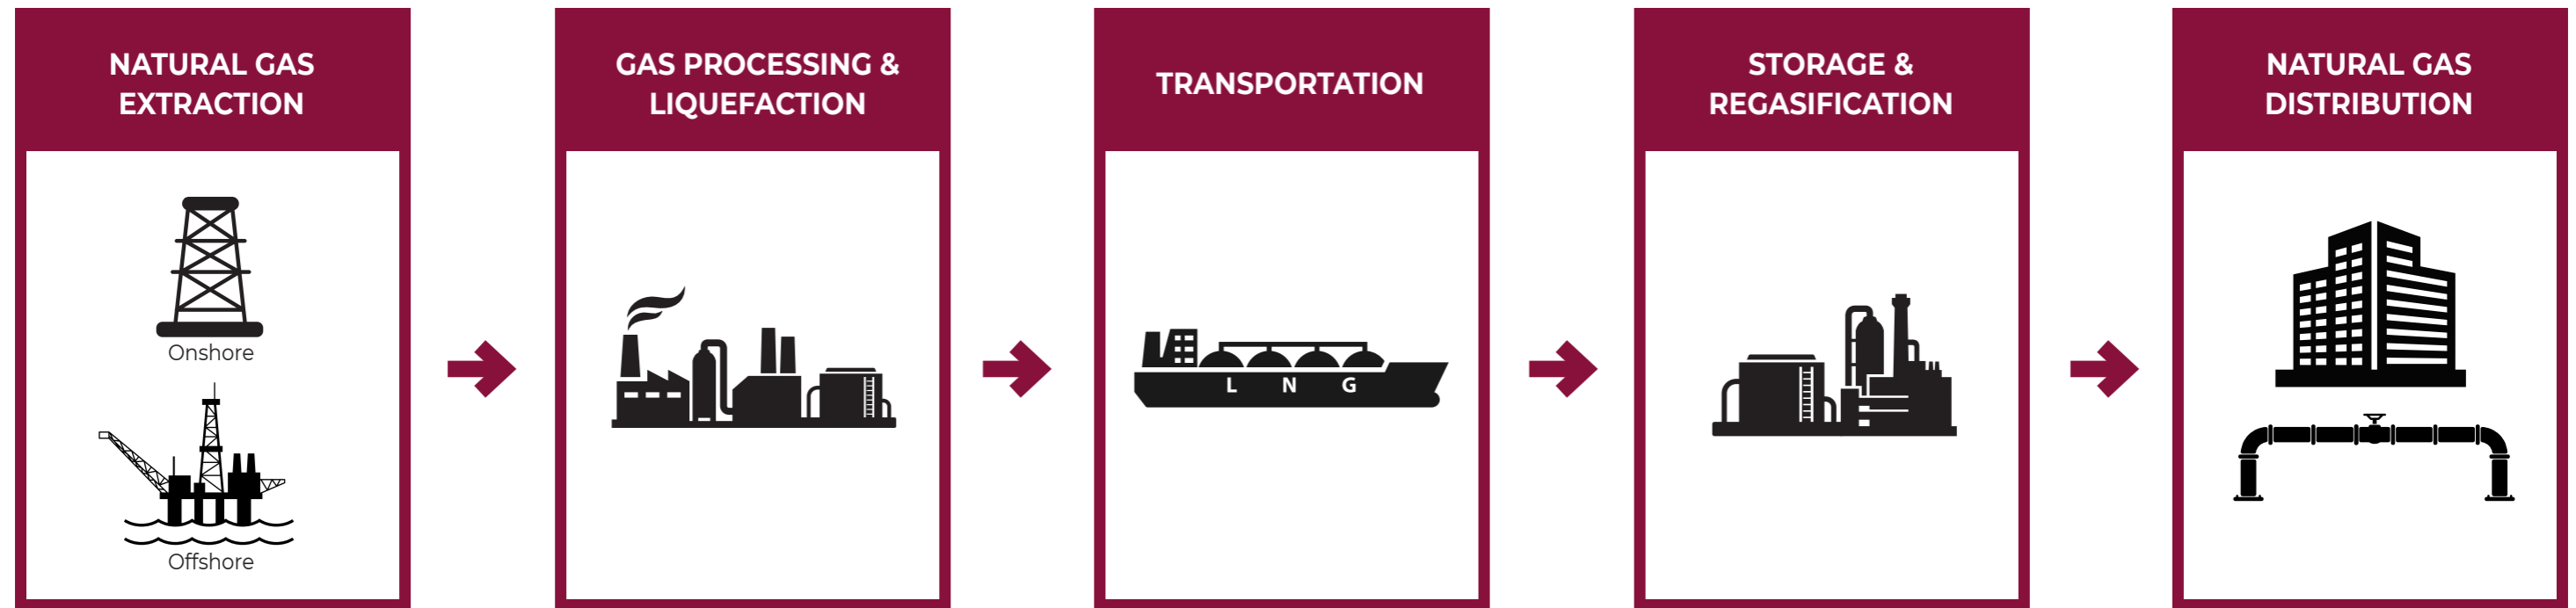 NATURAL GAS
EXTRACTION
Onshore
Offshore
GAS PROCESSING &
LIQUEFACTION
TRANSPORTATION
L N G
STORAGE &
REGASIFICATION
NATURAL GAS
DISTRIBUTION